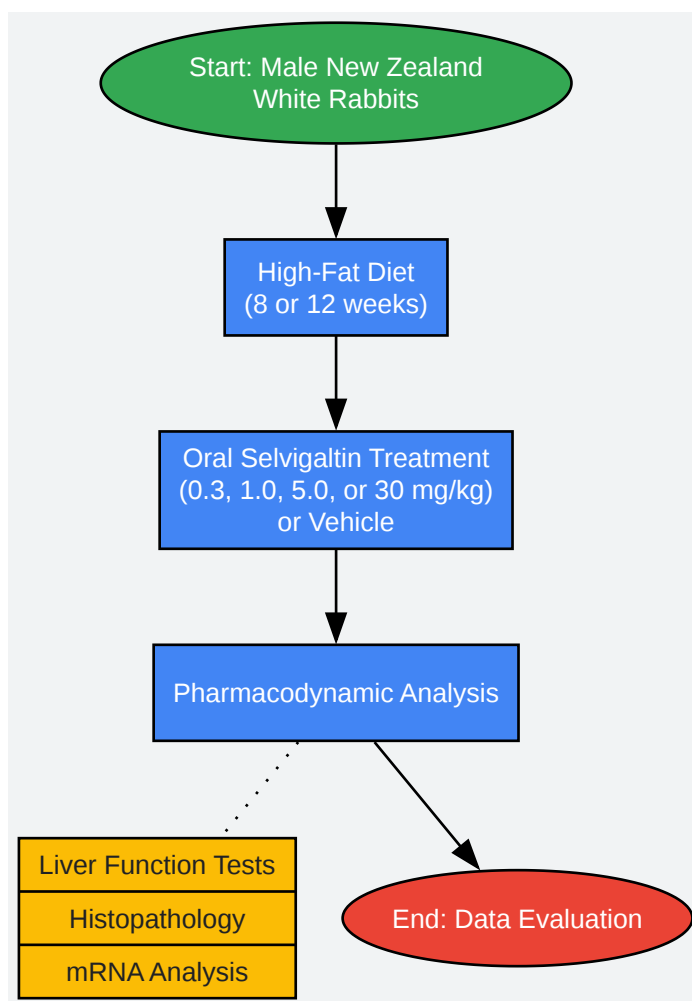 Start: Male New Zealand
White Rabbits
High-Fat Diet
(8 or 12 weeks)
Oral Selvigaltin Treatment
(0.3, 1.0, 5.0, or 30 mg/kg)
or Vehicle
Pharmacodynamic Analysis
Liver Function Tests
Histopathology
mRNA Analysis
End: Data Evaluation